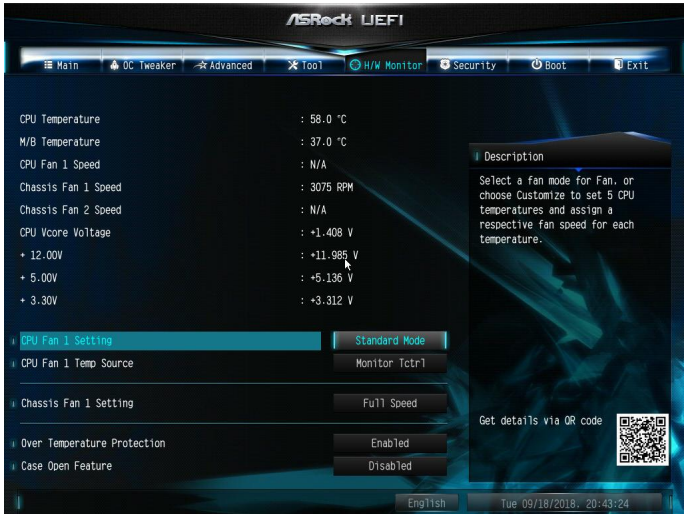 ASRock UEFI
Main OC Tweaker Advanced Tool H/W Monitor Security Boot Exit
CPU Temperature : 58.0 °C
M/B Temperature : 37.0 °C
CPU Fan 1 Speed : N/A
Chassis Fan 1 Speed : 3075 RPM
Chassis Fan 2 Speed : N/A
CPU Vcore Voltage : +1.408 V
+ 12.00V : +11.985 V
+ 5.00V : +5.136 V
+ 3.30V : +3.312 V
CPU Fan 1 Setting Standard Mode
CPU Fan 1 Temp Source Monitor Tctrl
Chassis Fan 1 Setting Full Speed
Over Temperature Protection Enabled
Case Open Feature Disabled
Description
Select a fan mode for Fan. or
choose Customize to set 5 CPU
temperatures and assign a
respective fan speed for each
temperature.
Get details via QR code
English Tue 09/18/2018. 20:43:24